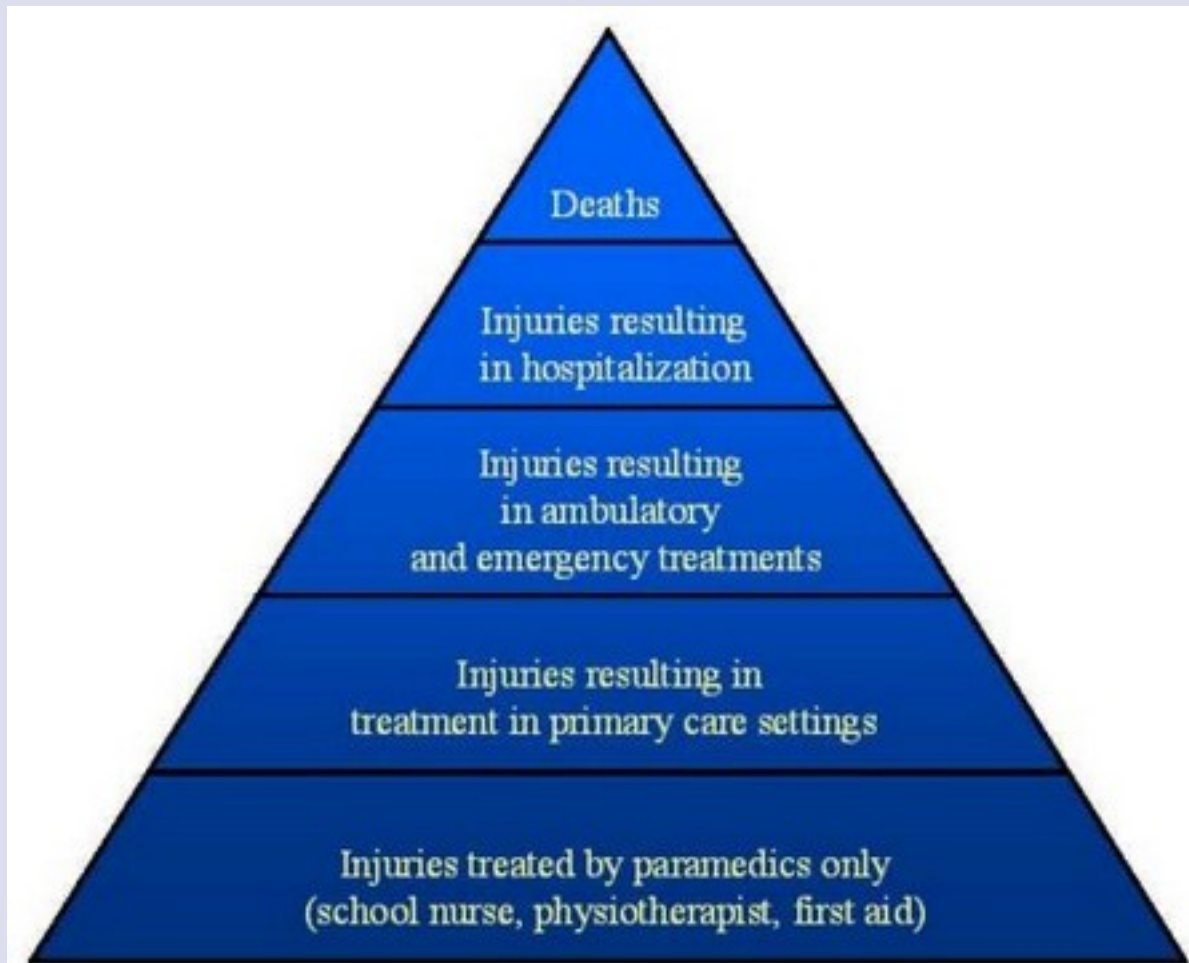 Deaths
Injuries resulting
in hospitalization
Injuries resulting
in ambulatory
and emergency treatments
Injuries resulting in
treatment in primary care settings
Injuries treated by paramedics only
(school nurse, physiotherapist, first aid)